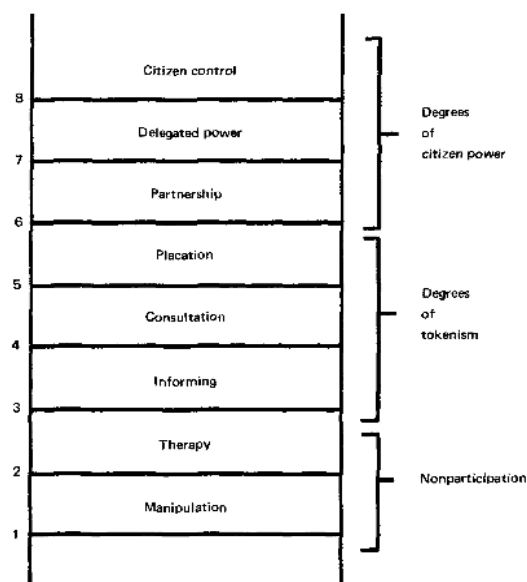 Citizen control
8
Delegated power
7
Partnership
6
Placation
5
Consultation
4
Informing
3
Therapy
2
Manipulation
1
Degrees
of
citizen power
Degrees
of
tokenism
Nonparticipation